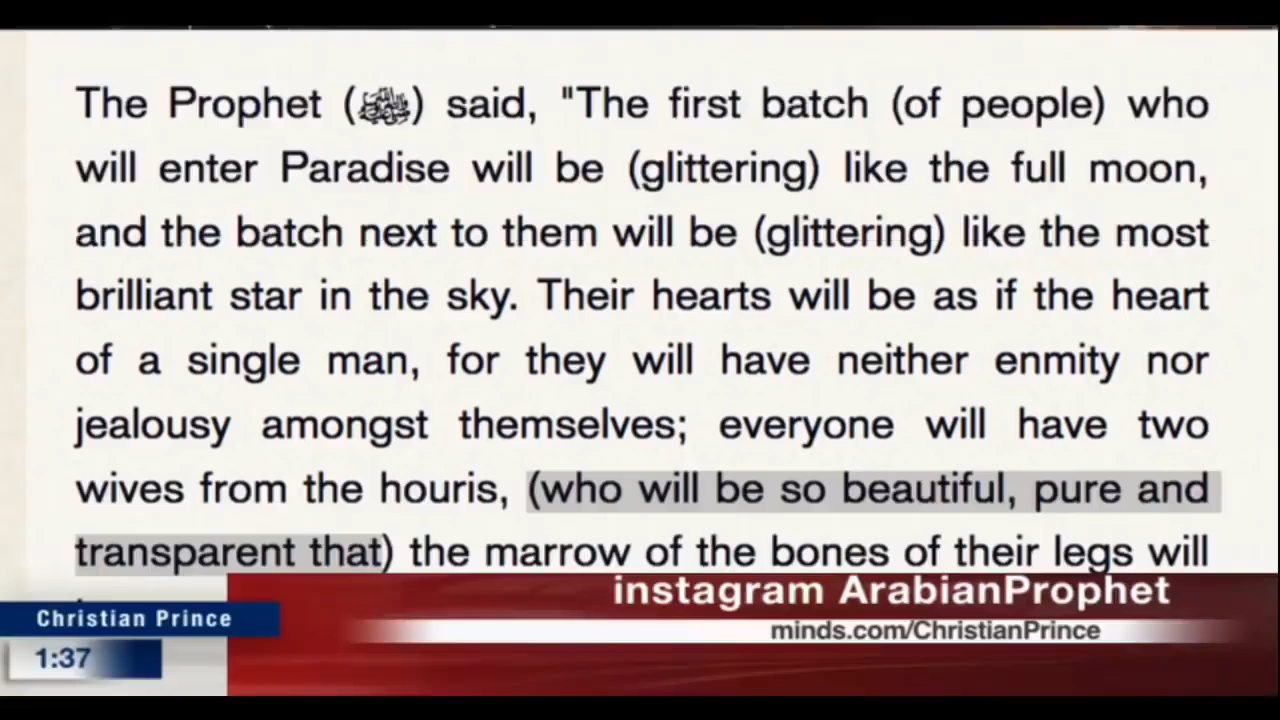 The Prophet (ﷺ) said, "The first batch (of people) who
will enter Paradise will be (glittering) like the full moon,
and the batch next to them will be (glittering) like the most
brilliant star in the sky. Their hearts will be as if the heart
of a single man, for they will have neither enmity nor
jealousy amongst themselves; everyone will have two
wives from the houris, (who will be so beautiful, pure and
transparent that) the marrow of the bones of their legs will
instagram ArabianProphet
Christian Prince
minds.com/ChristianPrince
1:37